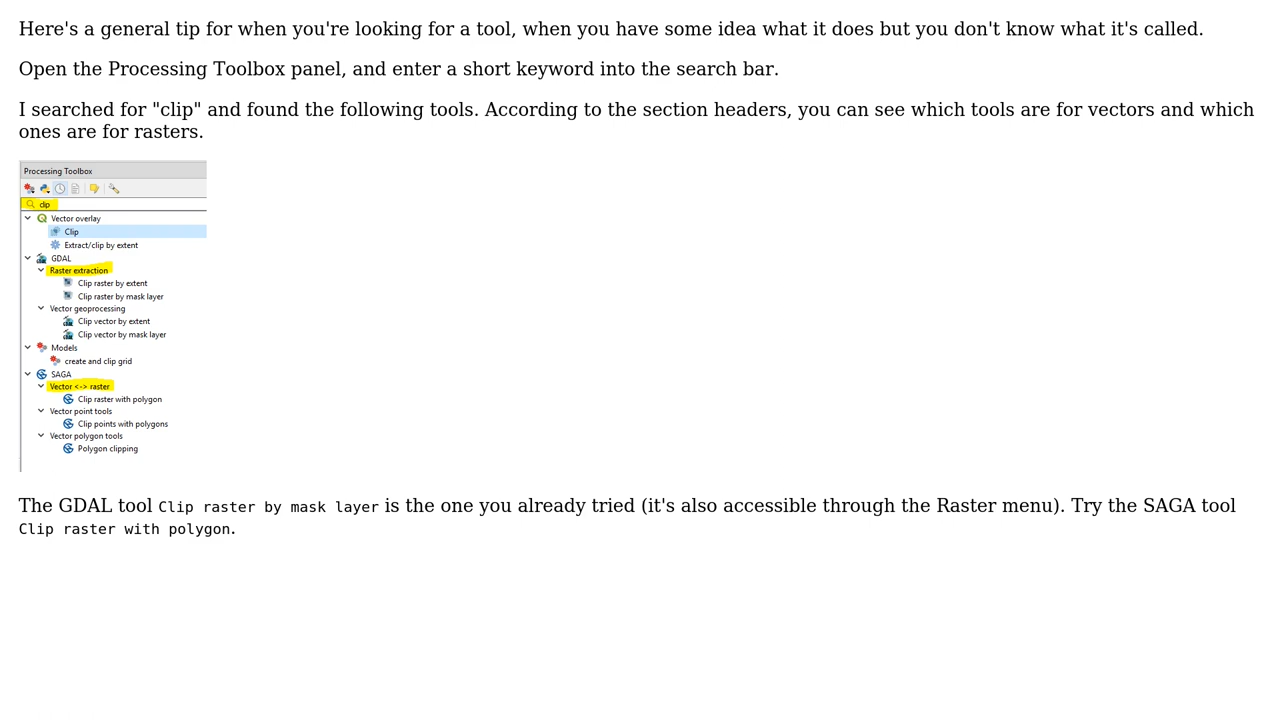 Here's a general tip for when you're looking for a tool, when you have some idea what it does but you don't know what it's called.
Open the Processing Toolbox panel, and enter a short keyword into the search bar.
I searched for "clip" and found the following tools. According to the section headers, you can see which tools are for vectors and which
ones are for rasters.
Processing Toolbox
clip
Vector overlay
Clip
Extract/clip by extent
GDAL
Raster extraction
Clip raster by extent
Clip raster by mask layer
Vector geoprocessing
Clip vector by extent
Clip vector by mask layer
Models
create and clip grid
SAGA
Vector <-> raster
Clip raster with polygon
Vector point tools
Clip points with polygons
Vector polygon tools
Polygon clipping
The GDAL tool Clip raster by mask layer is the one you already tried (it's also accessible through the Raster menu). Try the SAGA tool
Clip raster with polygon.